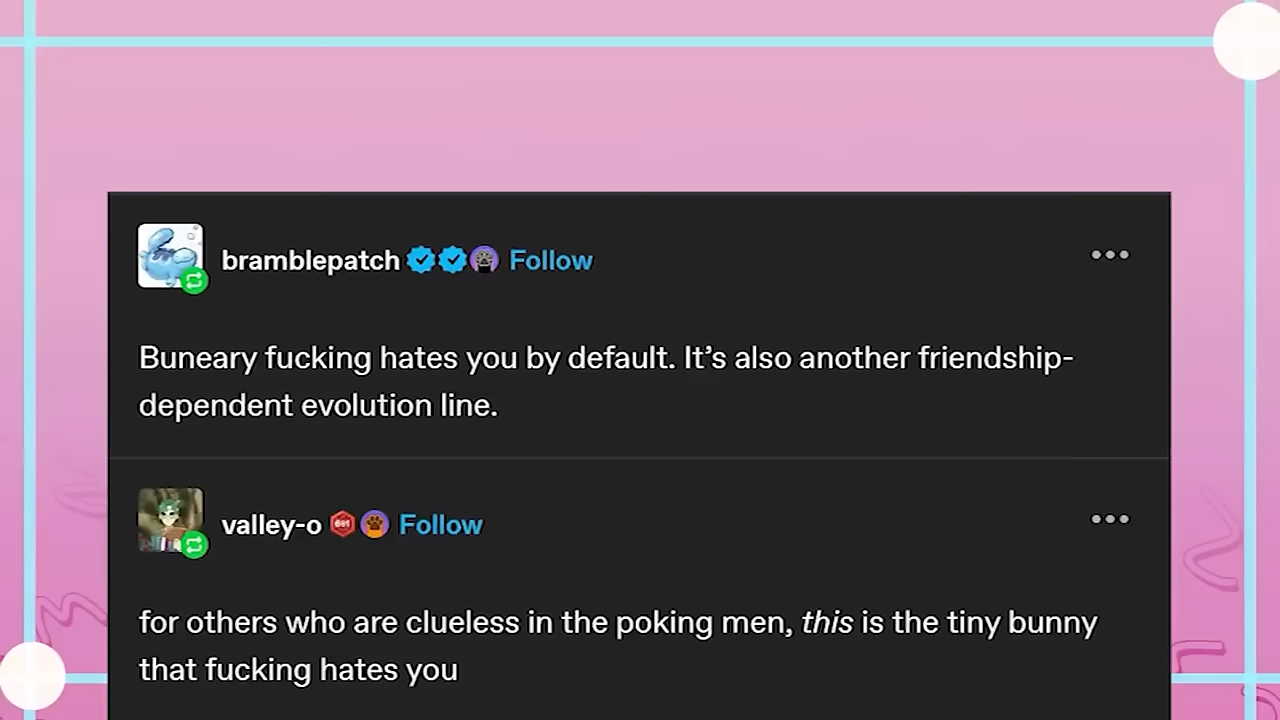 bramblepatch Follow
Buneary fucking hates you by default. It’s also another friendship-
dependent evolution line.
valley-o Follow
for others who are clueless in the poking men, this is the tiny bunny
that fucking hates you